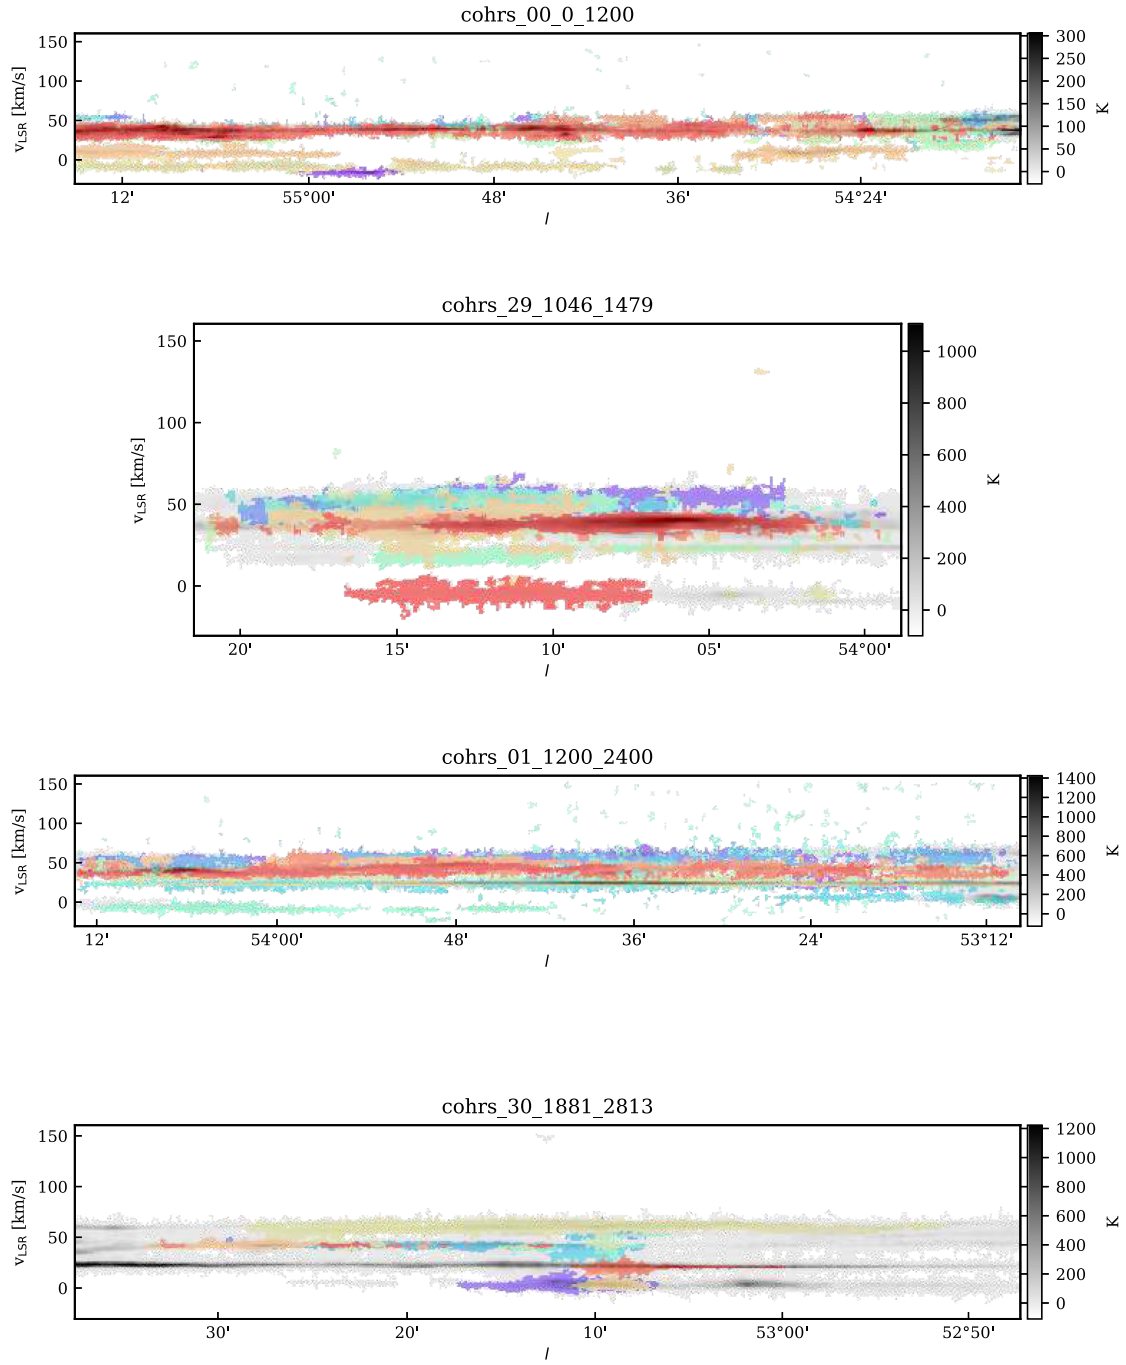 cohrs_00_0_1200
150
100
50
0
v_LSR [km/s]
12' 55°00' 48' 36' 54°24'
l
300
250
200
150
100
50
0
K
cohrs_29_1046_1479
150
100
50
0
v_LSR [km/s]
20' 15' 10' 05' 54°00'
l
1000
800
600
400
200
0
K
cohrs_01_1200_2400
150
100
50
0
v_LSR [km/s]
12' 54°00' 48' 36' 24' 53°12'
l
1400
1200
1000
800
600
400
200
0
K
cohrs_30_1881_2813
150
100
50
0
v_LSR [km/s]
30' 20' 10' 53°00' 52°50'
l
1200
1000
800
600
400
200
0
K